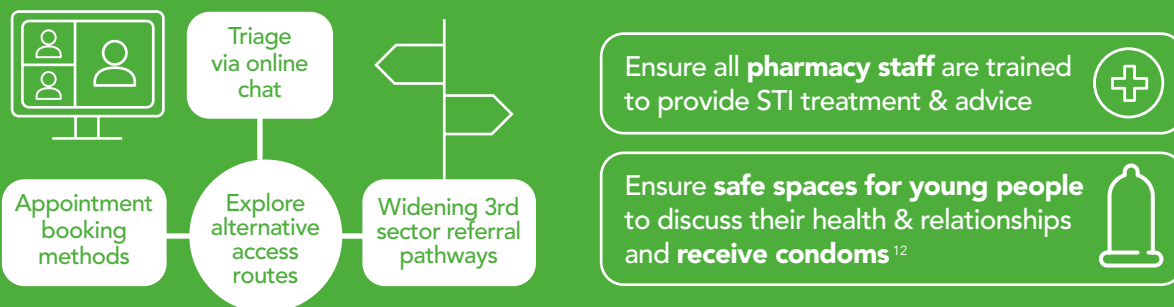 Triage
via online
chat
Appointment
booking
methods
Explore
alternative
access
routes
Widening 3rd
sector referral
pathways
Ensure all pharmacy staff are trained
to provide STI treatment & advice
Ensure safe spaces for young people
to discuss their health & relationships
and receive condoms 12